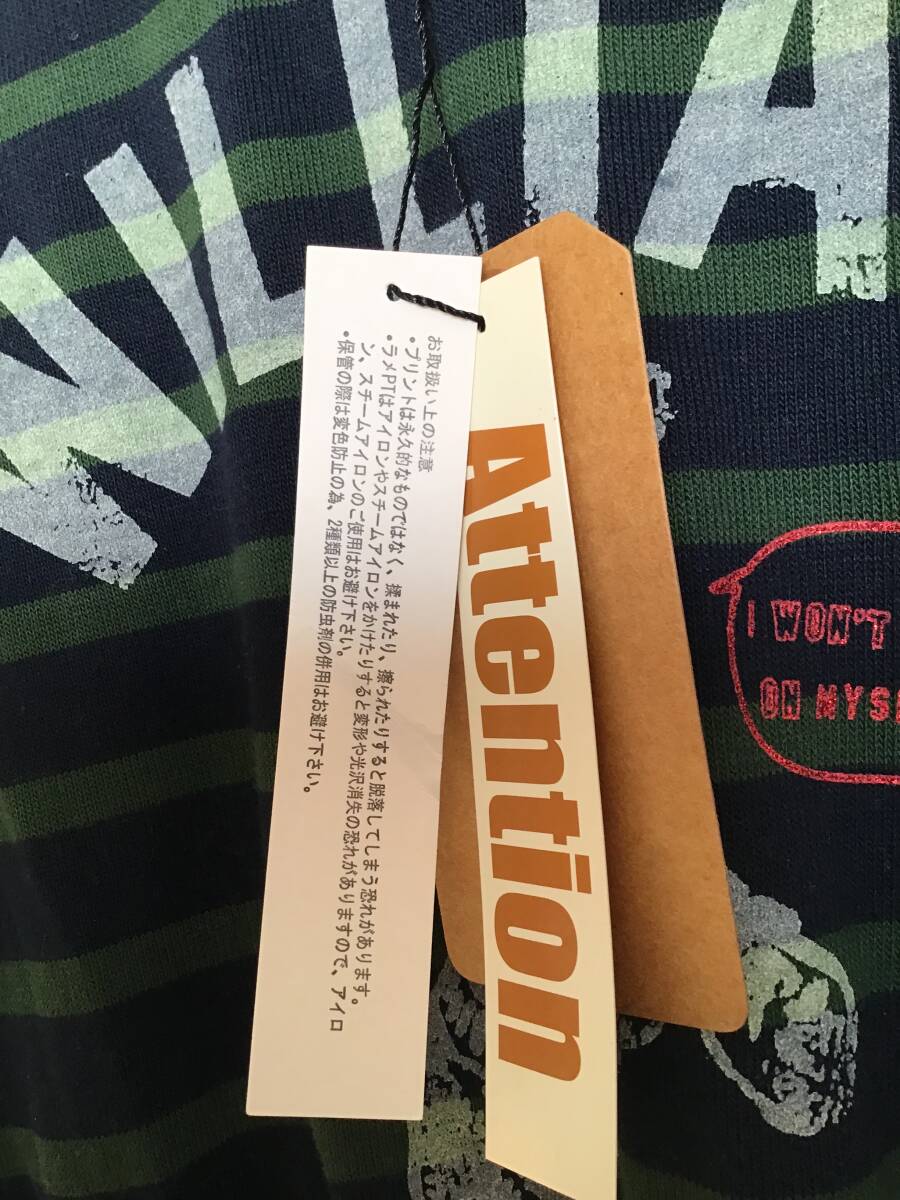 WILLIA
お取扱い上の注意
•プリントは永久的なものではなく、揉まれたり、擦られたりすると脱落してしまう恐れがあります。
•ラメPTはアイロンやスチームアイロンをかけたりすると変形や光沢消失の恐れがありますので、アイロ
ン、スチームアイロンのご使用はお避け下さい。
•保管の際は変色防止の為、2種類以上の防虫剤の併用はお避け下さい。
Attention
I WON'T
ON MYSE